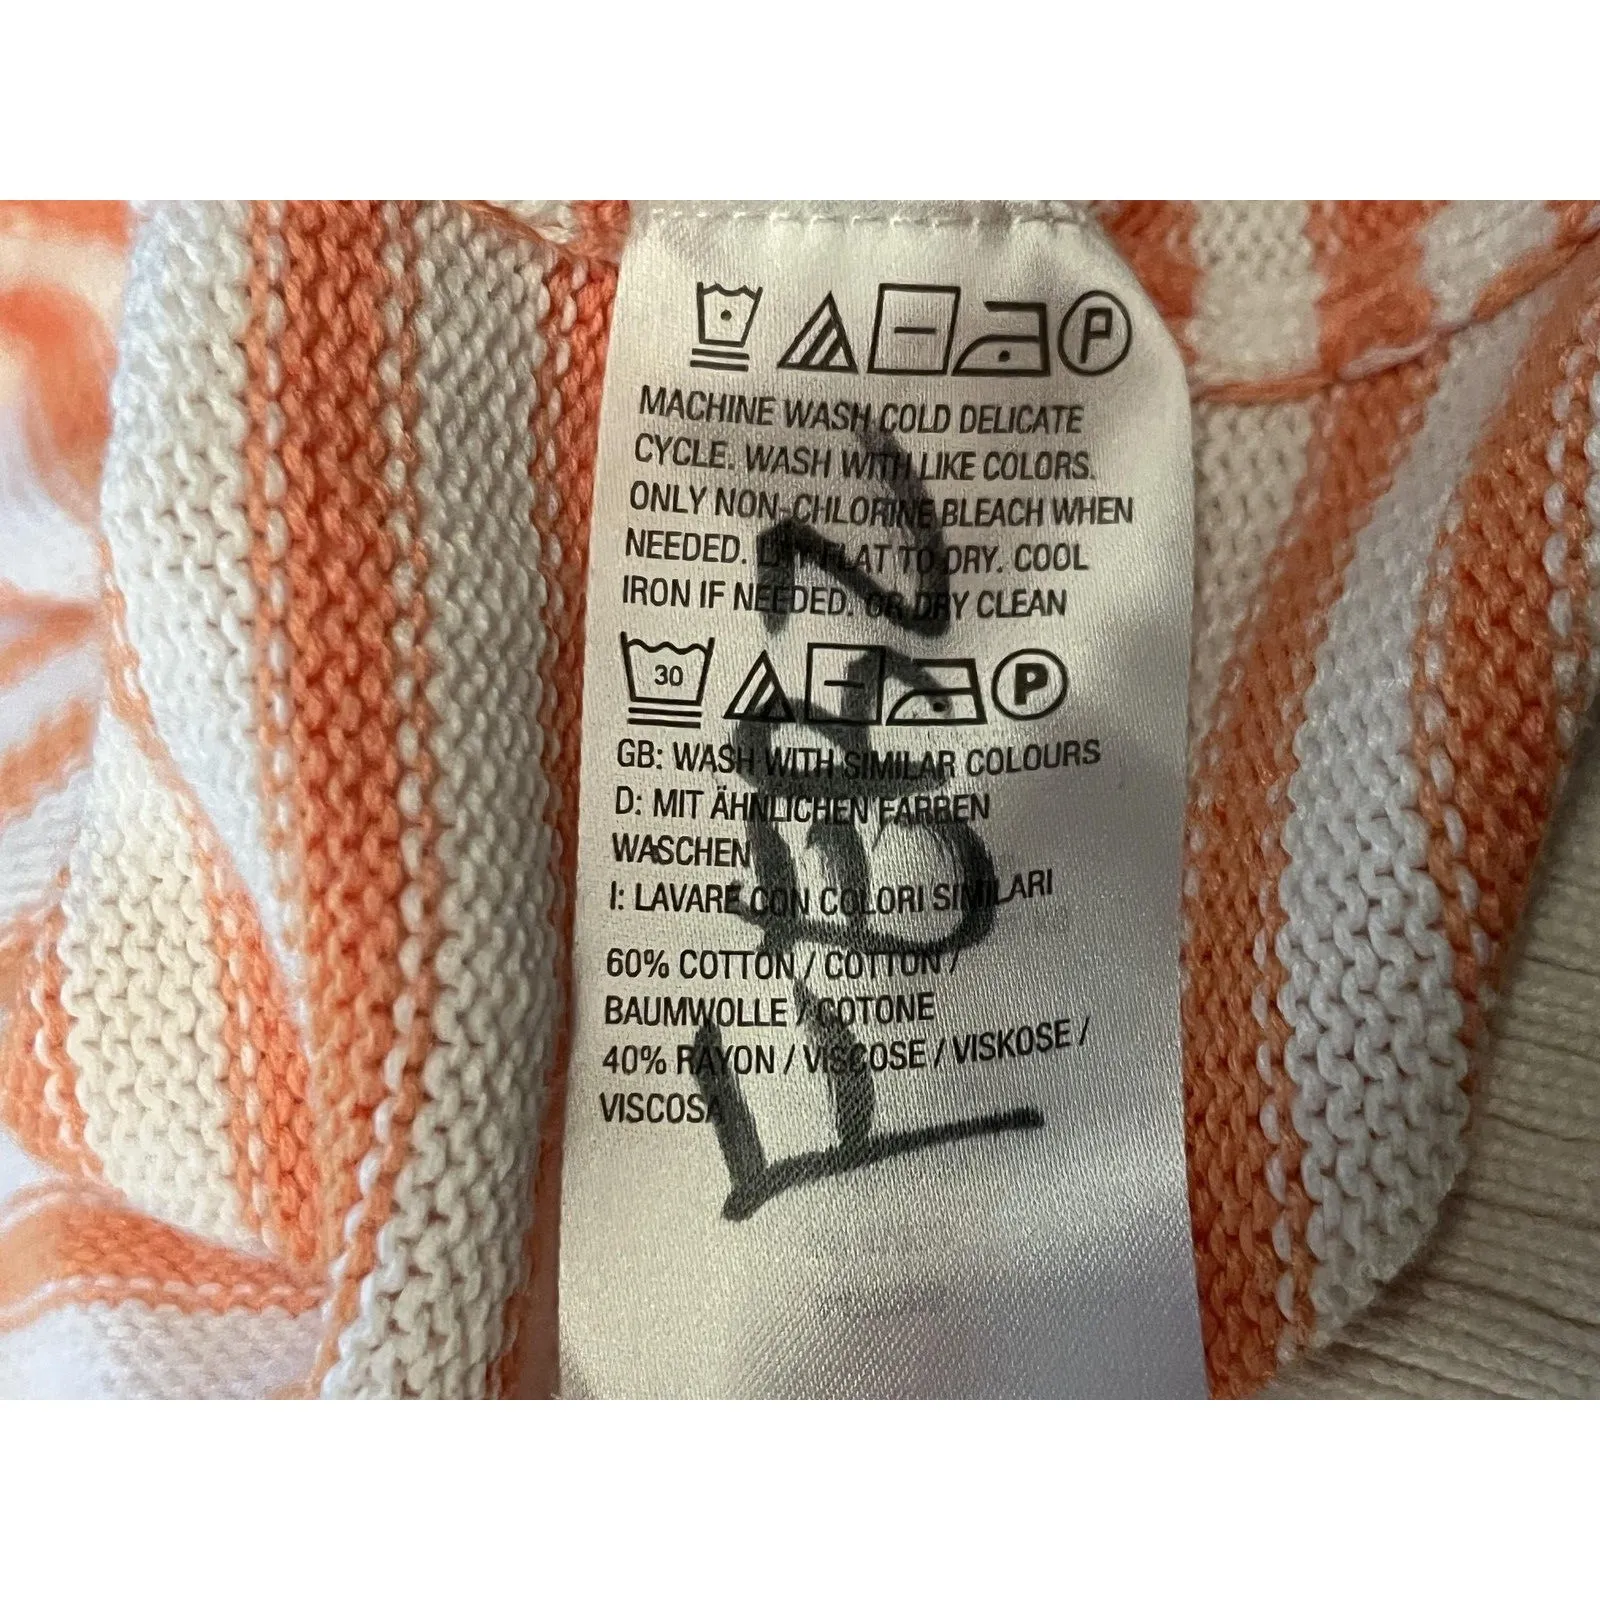 MACHINE WASH COLD DELICATE
CYCLE. WASH WITH LIKE COLORS.
ONLY NON-CHLORINE BLEACH WHEN
NEEDED. LAY FLAT TO DRY. COOL
IRON IF NEEDED. OR DRY CLEAN
30
GB: WASH WITH SIMILAR COLOURS
D: MIT ÄHNLICHEN FARBEN
WASCHEN
I: LAVARE CON COLORI SIMILARI
60% COTTON / COTTON /
BAUMWOLLE / COTONE
40% RAYON / VISCOSE / VISKOSE /
VISCOSA